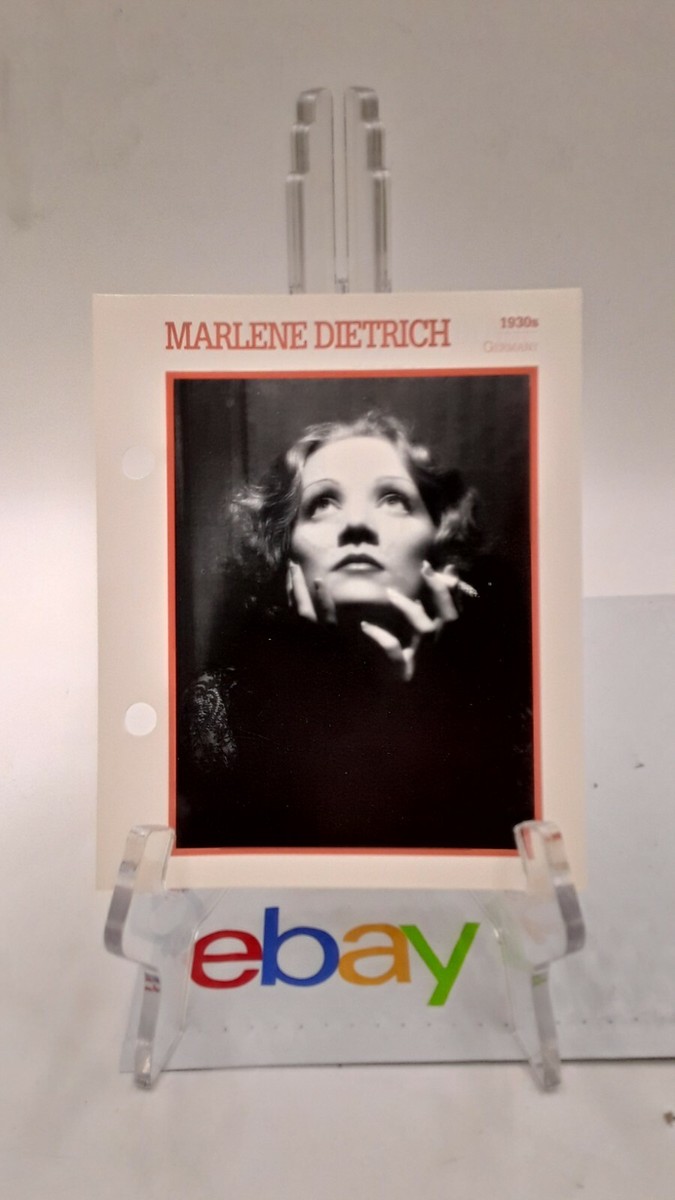 MARLENE DIETRICH
1930s
Germany
ebay